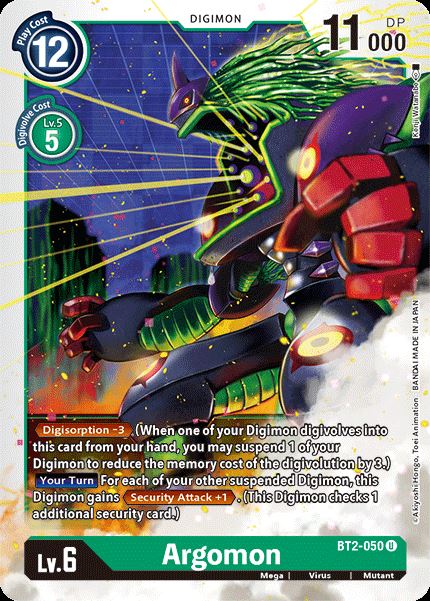 DIGIMON
Play Cost
12
11000
DP
Digivolve Cost
Lv.5
5
Kenji Watanabe
Digisorption -3 . (When one of your Digimon digivolves into
this card from your hand, you may suspend 1 of your
Digimon to reduce the memory cost of the digivolution by 3.)
Your Turn For each of your other suspended Digimon, this
Digimon gains Security Attack +1 . (This Digimon checks 1
additional security card.)
©Akiyoshi Hongo, Toei Animation BANDAI MADE IN JAPAN
Lv.6
Argomon
BT2-050 U
Mega | Virus | Mutant